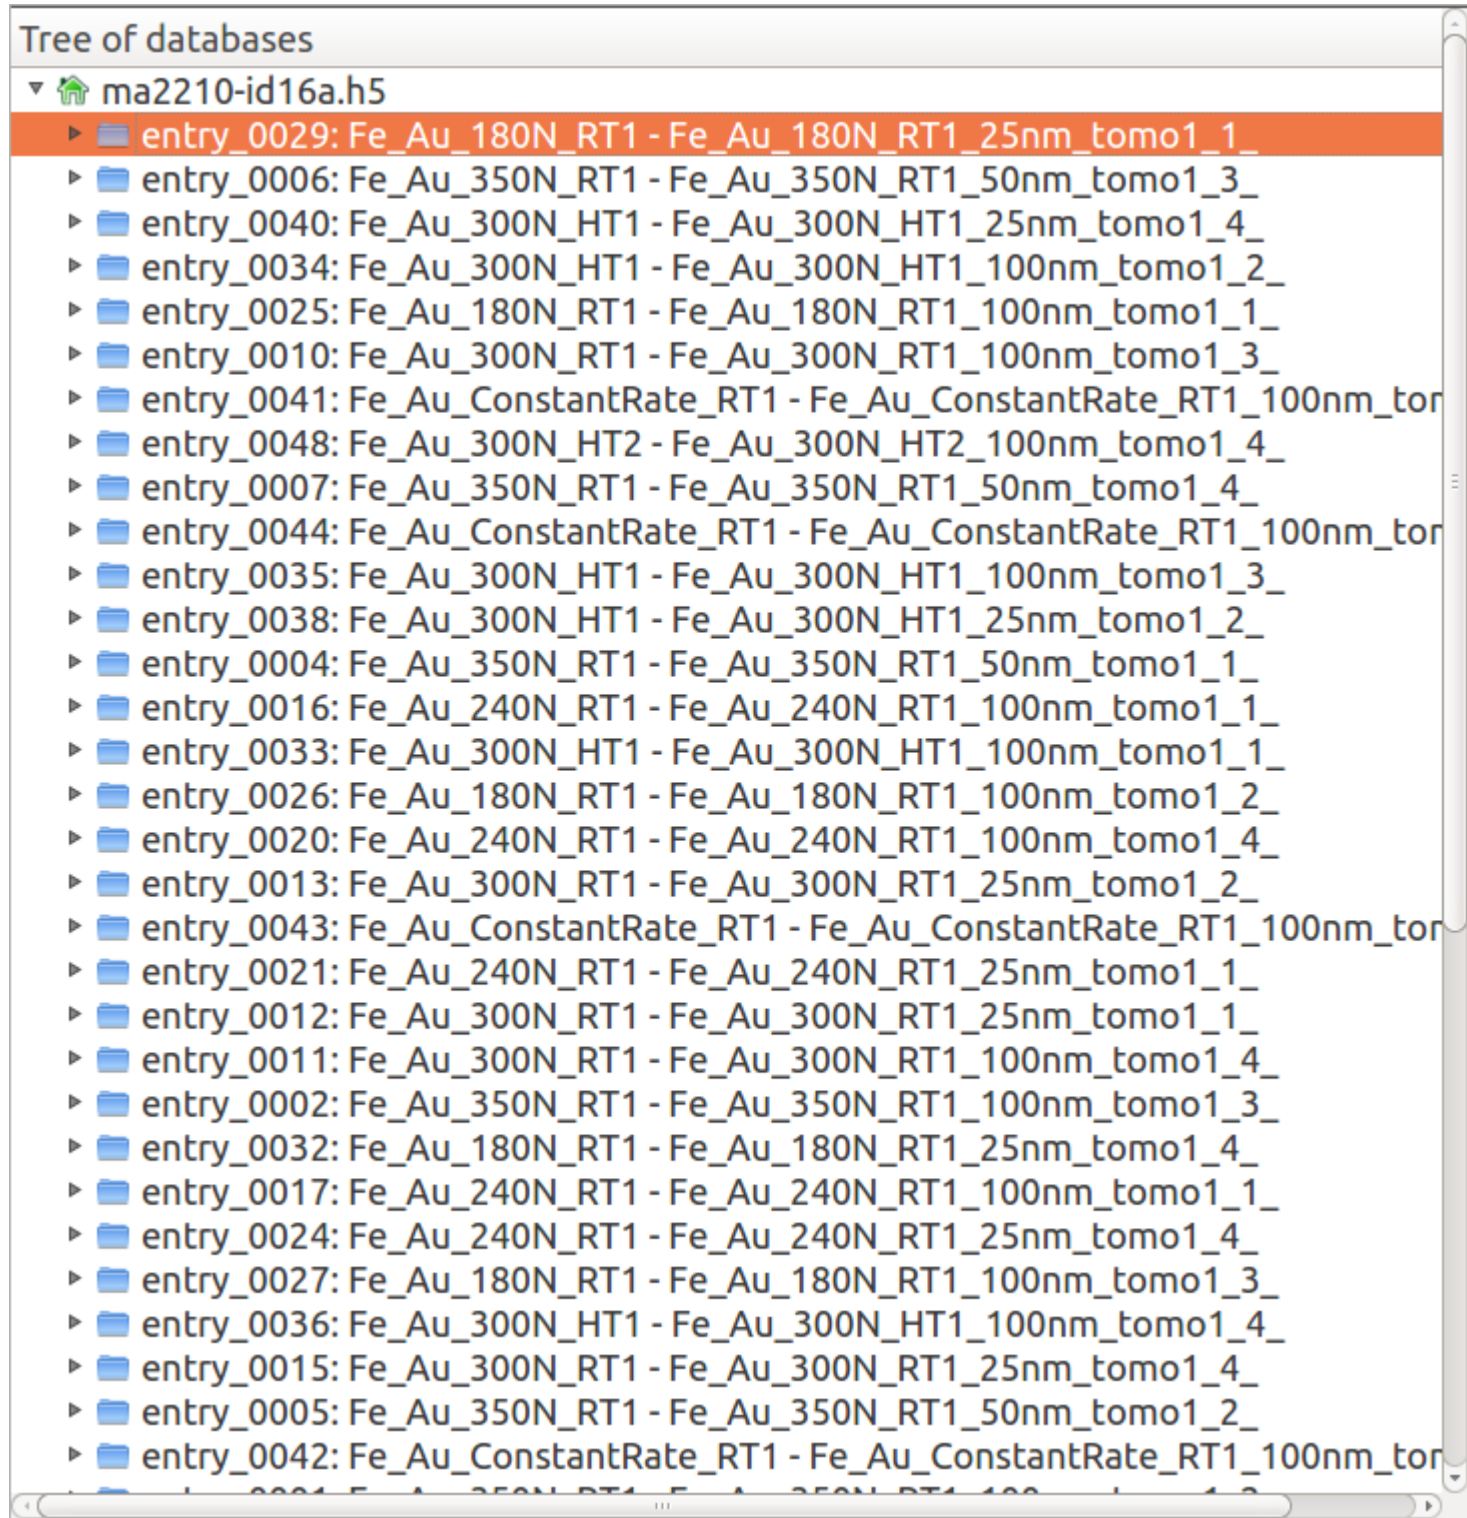 Tree of databases
ma2210-id16a.h5
entry_0029: Fe_Au_180N_RT1 - Fe_Au_180N_RT1_25nm_tomo1_1_
entry_0006: Fe_Au_350N_RT1 - Fe_Au_350N_RT1_50nm_tomo1_3_
entry_0040: Fe_Au_300N_HT1 - Fe_Au_300N_HT1_25nm_tomo1_4_
entry_0034: Fe_Au_300N_HT1 - Fe_Au_300N_HT1_100nm_tomo1_2_
entry_0025: Fe_Au_180N_RT1 - Fe_Au_180N_RT1_100nm_tomo1_1_
entry_0010: Fe_Au_300N_RT1 - Fe_Au_300N_RT1_100nm_tomo1_3_
entry_0041: Fe_Au_ConstantRate_RT1 - Fe_Au_ConstantRate_RT1_100nm_tor
entry_0048: Fe_Au_300N_HT2 - Fe_Au_300N_HT2_100nm_tomo1_4_
entry_0007: Fe_Au_350N_RT1 - Fe_Au_350N_RT1_50nm_tomo1_4_
entry_0044: Fe_Au_ConstantRate_RT1 - Fe_Au_ConstantRate_RT1_100nm_tor
entry_0035: Fe_Au_300N_HT1 - Fe_Au_300N_HT1_100nm_tomo1_3_
entry_0038: Fe_Au_300N_HT1 - Fe_Au_300N_HT1_25nm_tomo1_2_
entry_0004: Fe_Au_350N_RT1 - Fe_Au_350N_RT1_50nm_tomo1_1_
entry_0016: Fe_Au_240N_RT1 - Fe_Au_240N_RT1_100nm_tomo1_1_
entry_0033: Fe_Au_300N_HT1 - Fe_Au_300N_HT1_100nm_tomo1_1_
entry_0026: Fe_Au_180N_RT1 - Fe_Au_180N_RT1_100nm_tomo1_2_
entry_0020: Fe_Au_240N_RT1 - Fe_Au_240N_RT1_100nm_tomo1_4_
entry_0013: Fe_Au_300N_RT1 - Fe_Au_300N_RT1_25nm_tomo1_2_
entry_0043: Fe_Au_ConstantRate_RT1 - Fe_Au_ConstantRate_RT1_100nm_tor
entry_0021: Fe_Au_240N_RT1 - Fe_Au_240N_RT1_25nm_tomo1_1_
entry_0012: Fe_Au_300N_RT1 - Fe_Au_300N_RT1_25nm_tomo1_1_
entry_0011: Fe_Au_300N_RT1 - Fe_Au_300N_RT1_100nm_tomo1_4_
entry_0002: Fe_Au_350N_RT1 - Fe_Au_350N_RT1_100nm_tomo1_3_
entry_0032: Fe_Au_180N_RT1 - Fe_Au_180N_RT1_25nm_tomo1_4_
entry_0017: Fe_Au_240N_RT1 - Fe_Au_240N_RT1_100nm_tomo1_1_
entry_0024: Fe_Au_240N_RT1 - Fe_Au_240N_RT1_25nm_tomo1_4_
entry_0027: Fe_Au_180N_RT1 - Fe_Au_180N_RT1_100nm_tomo1_3_
entry_0036: Fe_Au_300N_HT1 - Fe_Au_300N_HT1_100nm_tomo1_4_
entry_0015: Fe_Au_300N_RT1 - Fe_Au_300N_RT1_25nm_tomo1_4_
entry_0005: Fe_Au_350N_RT1 - Fe_Au_350N_RT1_50nm_tomo1_2_
entry_0042: Fe_Au_ConstantRate_RT1 - Fe_Au_ConstantRate_RT1_100nm_tor